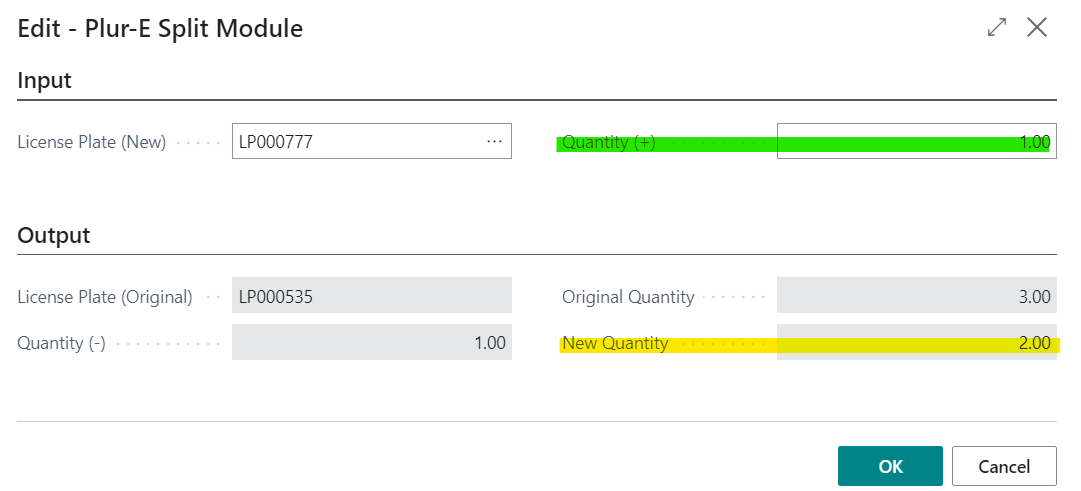 Edit - Plur-E Split Module
Input
License Plate (New) LP000777 ... Quantity (+) 1.00
Output
License Plate (Original) LP000535 Original Quantity 3.00
Quantity (-) 1.00 New Quantity 2.00
OK Cancel